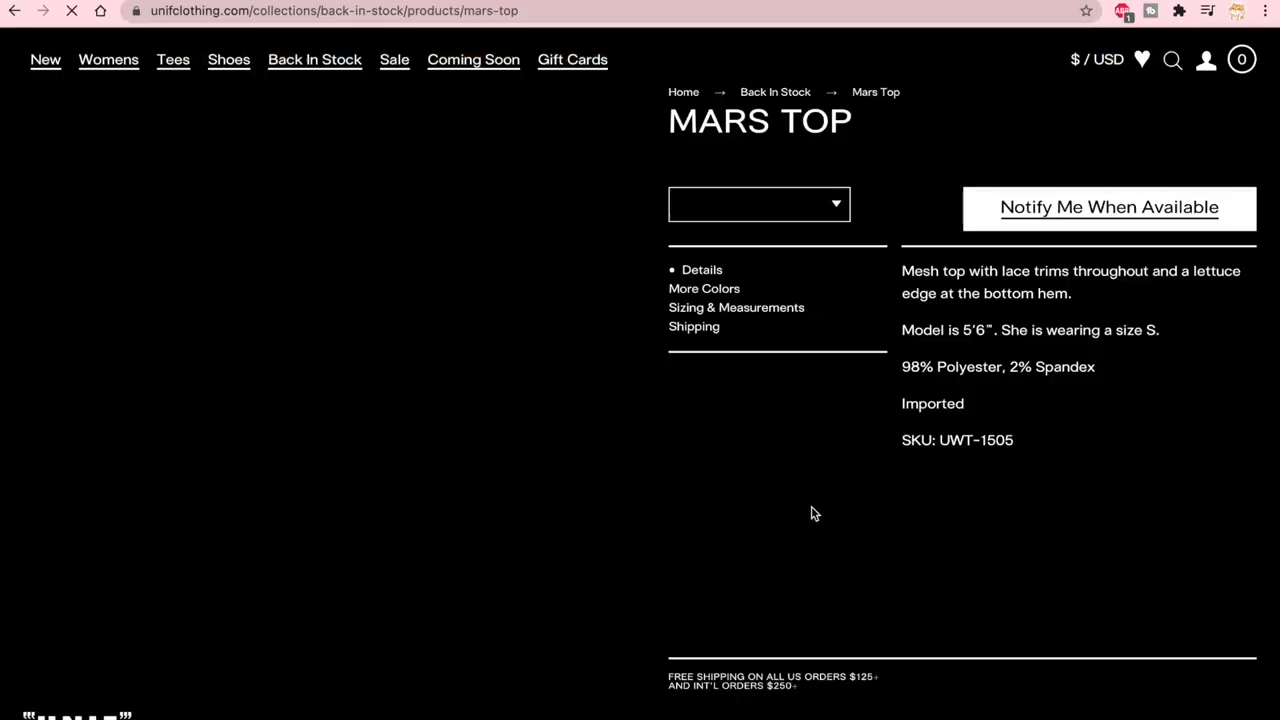 unifclothing.com/collections/back-in-stock/products/mars-top
New Womens Tees Shoes Back In Stock Sale Coming Soon Gift Cards
$ / USD 0
Home → Back In Stock → Mars Top
MARS TOP
Notify Me When Available
• Details
More Colors
Sizing & Measurements
Shipping
Mesh top with lace trims throughout and a lettuce
edge at the bottom hem.
Model is 5'6". She is wearing a size S.
98% Polyester, 2% Spandex
Imported
SKU: UWT-1505
FREE SHIPPING ON ALL US ORDERS $125+
AND INT'L ORDERS $250+